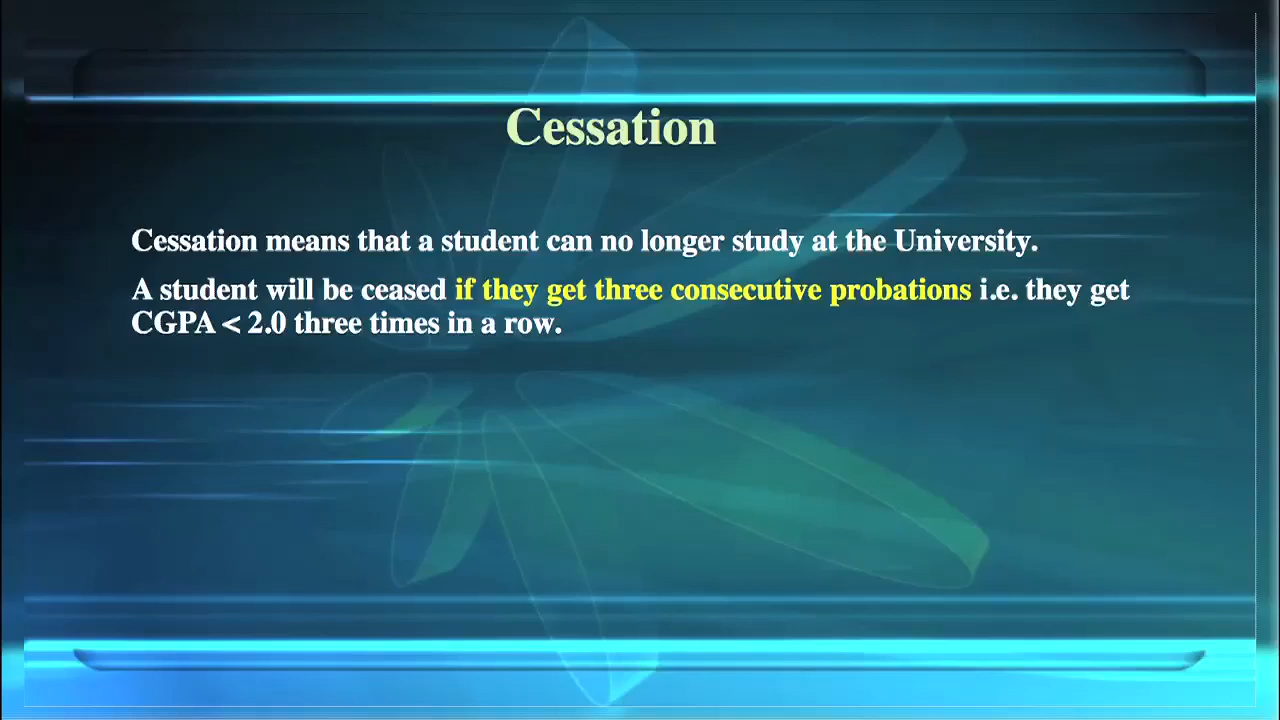 Cessation
Cessation means that a student can no longer study at the University.
A student will be ceased if they get three consecutive probations i.e. they get
CGPA < 2.0 three times in a row.